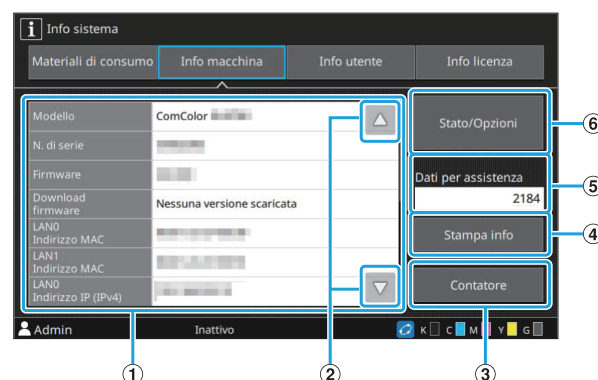 Info sistema
Materiali di consumo Info macchina Info utente Info licenza
Modello ComColor
N. di serie
Firmware
Download
firmware
Nessuna versione scaricata
LAN0
Indirizzo MAC
LAN1
Indirizzo MAC
LAN0
Indirizzo IP (IPv4)
Stato/Opzioni
Dati per assistenza
2184
Stampa info
Contatore
Admin Inattivo K C M Y G
6
5
4
1 2 3